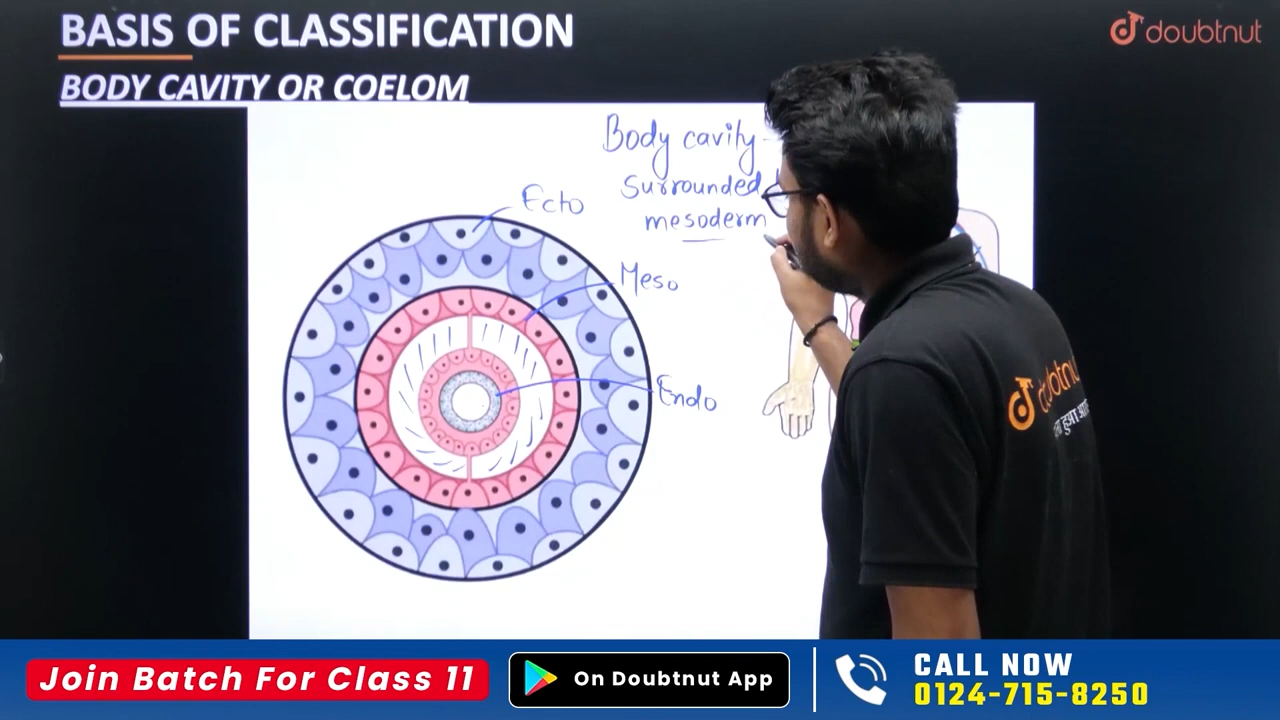 BASIS OF CLASSIFICATION
BODY CAVITY OR COELOM
doubtnut
Body cavity-
Surrounded
mesoderm
Ecto
Meso
Endo
doubtnut
Join Batch For Class 11
On Doubtnut App
CALL NOW
0124-715-8250